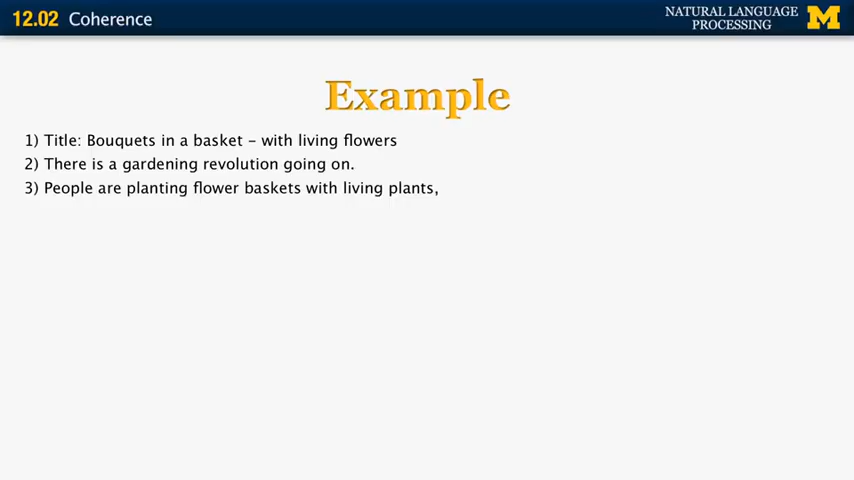 12.02 Coherence
NATURAL LANGUAGE
PROCESSING
M
Example
1) Title: Bouquets in a basket - with living flowers
2) There is a gardening revolution going on.
3) People are planting flower baskets with living plants,